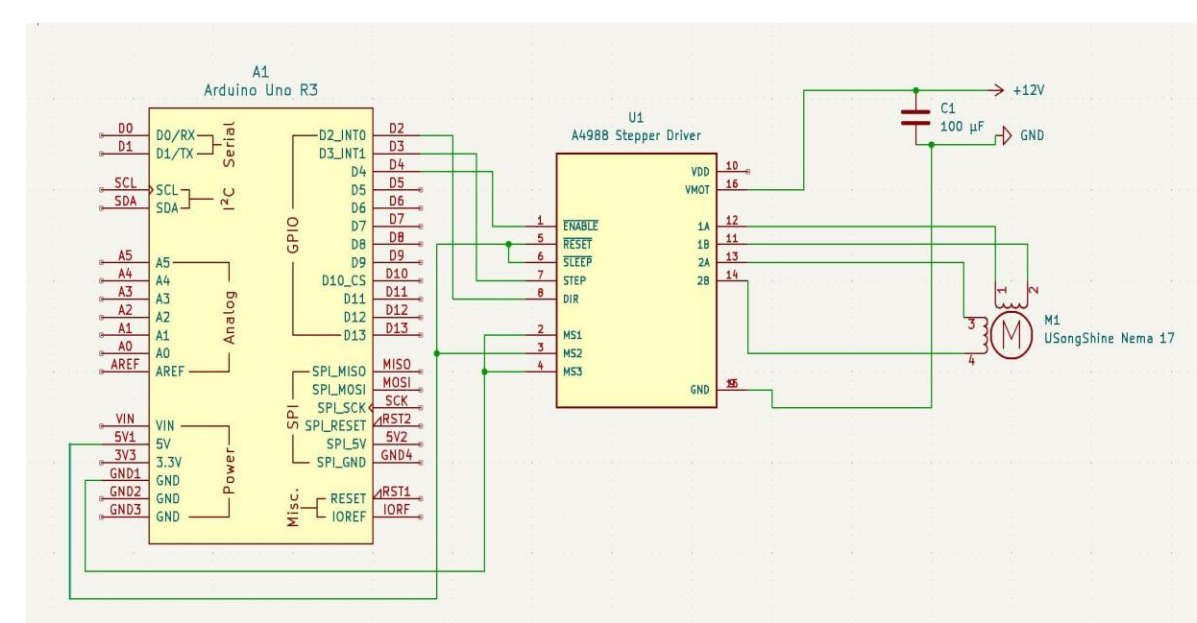 A1
Arduino Uno R3
D0 D0/RX
D1 D1/TX
Serial
SCL SCL
SDA SDA
I²C
A5 A5
A4 A4
A3 A3
A2 A2
A1 A1
A0 A0
AREF AREF
Analog
VIN VIN
5V1 5V
3V3 3.3V
GND1 GND
GND2 GND
GND3 GND
Power
GPIO
D2_INT0 D2
D3_INT1 D3
D4 D4
D5 D5
D6 D6
D7 D7
D8 D8
D9 D9
D10_CS D10
D11 D11
D12 D12
D13 D13
SPI
SPI_MISO MISO
SPI_MOSI MOSI
SPI_SCK SCK
SPI_RESET RST2
SPI_5V 5V2
SPI_GND GND4
Misc.
RESET RST1
IOREF IORF
U1
A4988 Stepper Driver
1 ENABLE
5 RESET
6 SLEEP
7 STEP
8 DIR
2 MS1
3 MS2
4 MS3
VDD 10
VMOT 16
1A 12
1B 11
2A 13
2B 14
GND
+12V
C1
100 µF
GND
1 2
3
4
M
M1
USongShine Nema 17